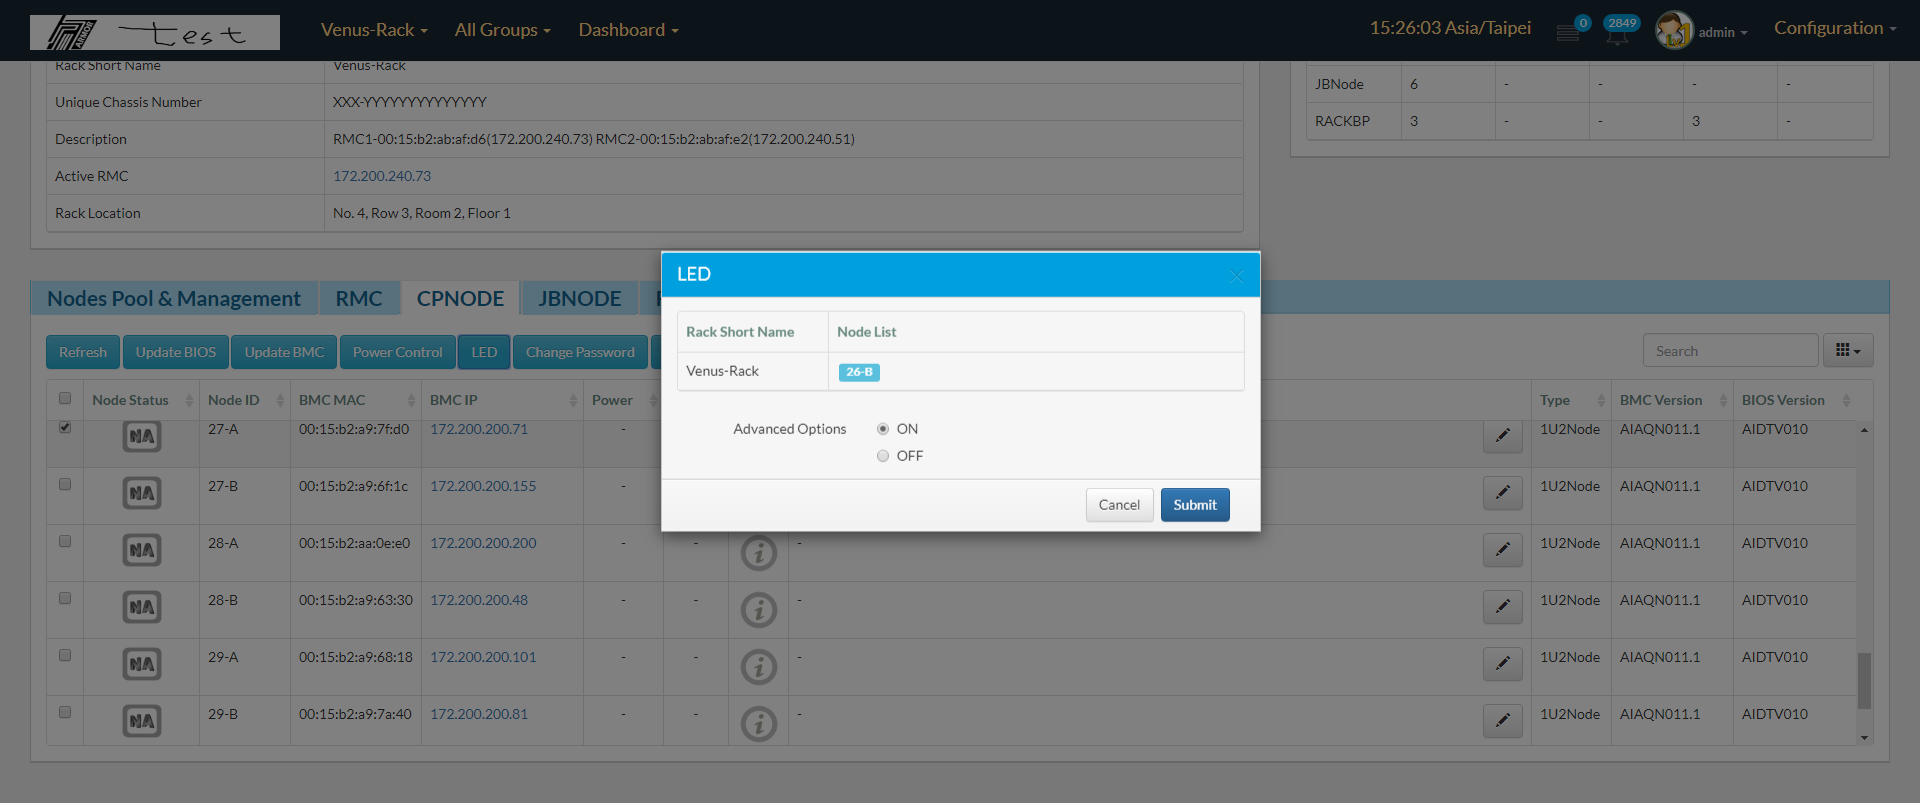 ARMOR test Venus-Rack All Groups Dashboard 15:26:03 Asia/Taipei 0 2849 admin Configuration
Rack Short Name Venus-Rack
Unique Chassis Number XXX-YYYYYYYYYYYYYY
Description RMC1-00:15:b2:ab:af:d6(172.200.240.73) RMC2-00:15:b2:ab:af:e2(172.200.240.51)
Active RMC 172.200.240.73
Rack Location No. 4, Row 3, Room 2, Floor 1
JBNode 6 - - - -
RACKBP 3 - - 3 -
Nodes Pool & Management RMC CPNODE JBNODE
Refresh Update BIOS Update BMC Power Control LED Change Password
Search
LED
Rack Short Name Node List
Venus-Rack 26-B
Advanced Options ON
OFF
Cancel Submit
Node Status Node ID BMC MAC BMC IP Power Type BMC Version BIOS Version
NA 27-A 00:15:b2:a9:7f:d0 172.200.200.71 - 1U2Node AIAQN011.1 AIDTV010
NA 27-B 00:15:b2:a9:6f:1c 172.200.200.155 - 1U2Node AIAQN011.1 AIDTV010
NA 28-A 00:15:b2:aa:0e:e0 172.200.200.200 - - i - 1U2Node AIAQN011.1 AIDTV010
NA 28-B 00:15:b2:a9:63:30 172.200.200.48 - - i - 1U2Node AIAQN011.1 AIDTV010
NA 29-A 00:15:b2:a9:68:18 172.200.200.101 - - i - 1U2Node AIAQN011.1 AIDTV010
NA 29-B 00:15:b2:a9:7a:40 172.200.200.81 - - i - 1U2Node AIAQN011.1 AIDTV010